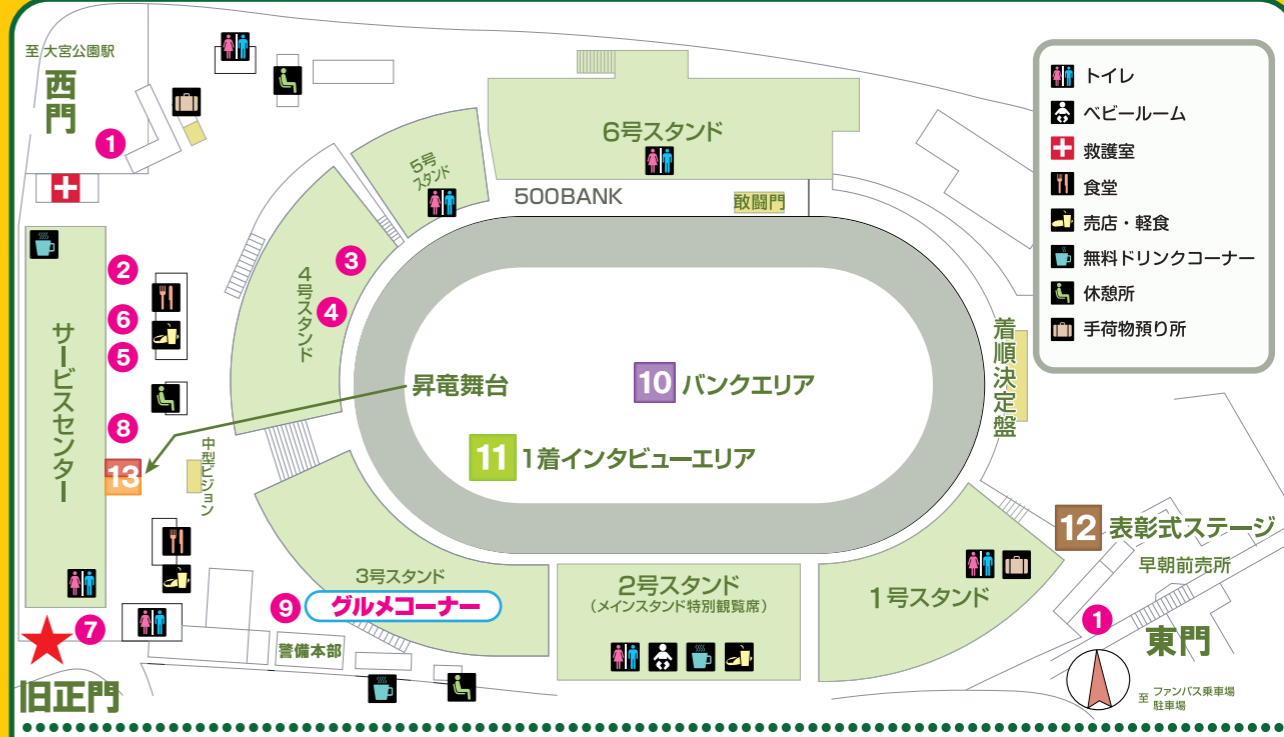 至 大宮公園駅
西門
1
6号スタンド
5号
スタンド
500BANK
敢闘門
トイレ
ベビールーム
救護室
食堂
売店・軽食
無料ドリンクコーナー
休憩所
手荷物預り所
2
3
4
4号スタンド
6
5
サービスセンター
8
13
昇竜舞台
中型ビジョン
10 バンクエリア
11 1着インタビューエリア
着順決定盤
12 表彰式ステージ
早朝前売所
3号スタンド
9 グルメコーナー
2号スタンド
(メインスタンド特別観覧席)
1号スタンド
1
東門
至 ファンバス乗車場
駐車場
7
警備本部
旧正門